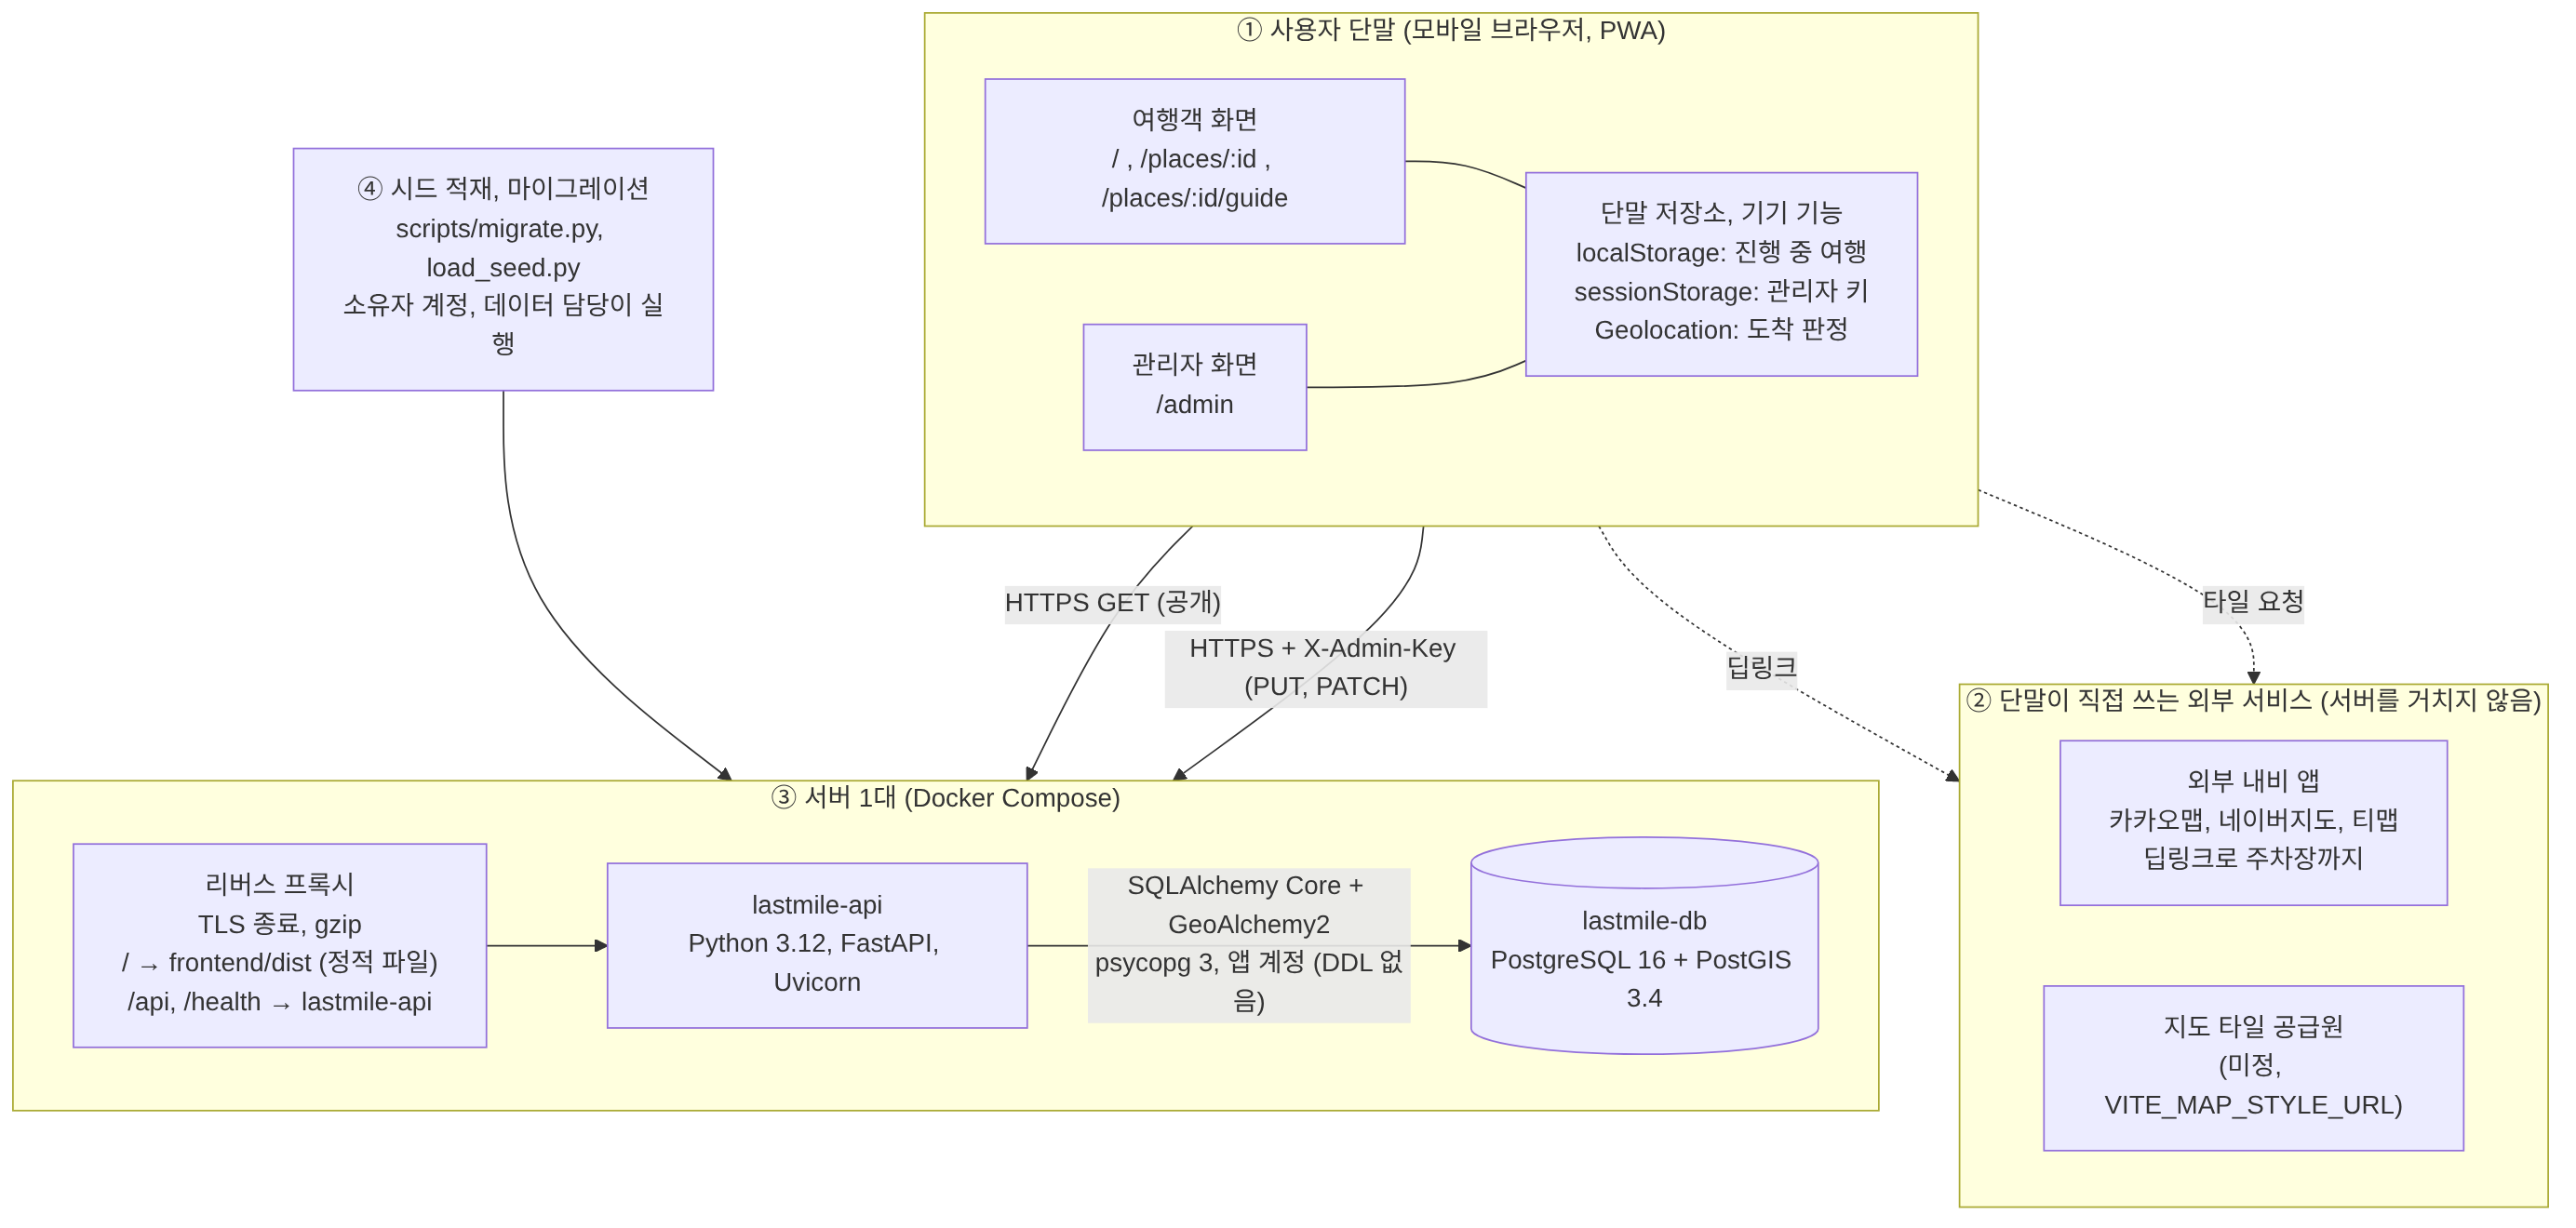 ① 사용자 단말 (모바일 브라우저, PWA)
여행객 화면
/ , /places/:id ,
/places/:id/guide
단말 저장소, 기기 기능
localStorage: 진행 중 여행
sessionStorage: 관리자 키
Geolocation: 도착 판정
관리자 화면
/admin
④ 시드 적재, 마이그레이션
scripts/migrate.py,
load_seed.py
소유자 계정, 데이터 담당이 실
행
HTTPS GET (공개)
HTTPS + X-Admin-Key
(PUT, PATCH)
딥링크
타일 요청
② 단말이 직접 쓰는 외부 서비스 (서버를 거치지 않음)
외부 내비 앱
카카오맵, 네이버지도, 티맵
딥링크로 주차장까지
지도 타일 공급원
(미정,
VITE_MAP_STYLE_URL)
③ 서버 1대 (Docker Compose)
리버스 프록시
TLS 종료, gzip
/ → frontend/dist (정적 파일)
/api, /health → lastmile-api
lastmile-api
Python 3.12, FastAPI,
Uvicorn
SQLAlchemy Core +
GeoAlchemy2
psycopg 3, 앱 계정 (DDL 없
음)
lastmile-db
PostgreSQL 16 + PostGIS
3.4